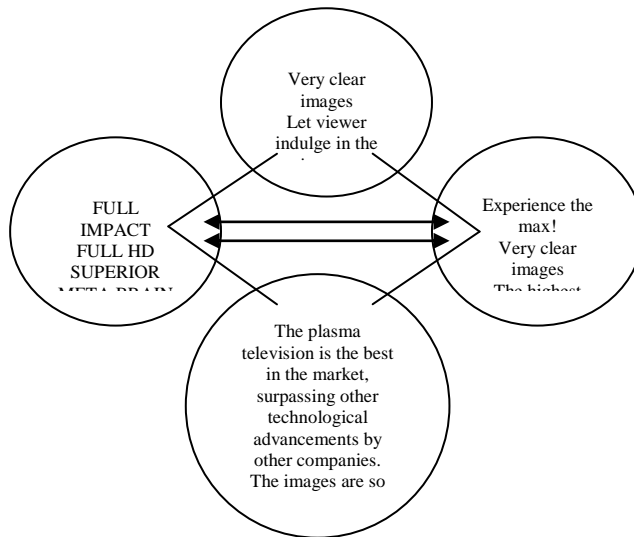 Very clear
images
Let viewer
indulge in the
FULL
IMPACT
FULL HD
SUPERIOR
META BRAIN
Experience the
max!
Very clear
images
The highest
The plasma
television is the best
in the market,
surpassing other
technological
advancements by
other companies.
The images are so